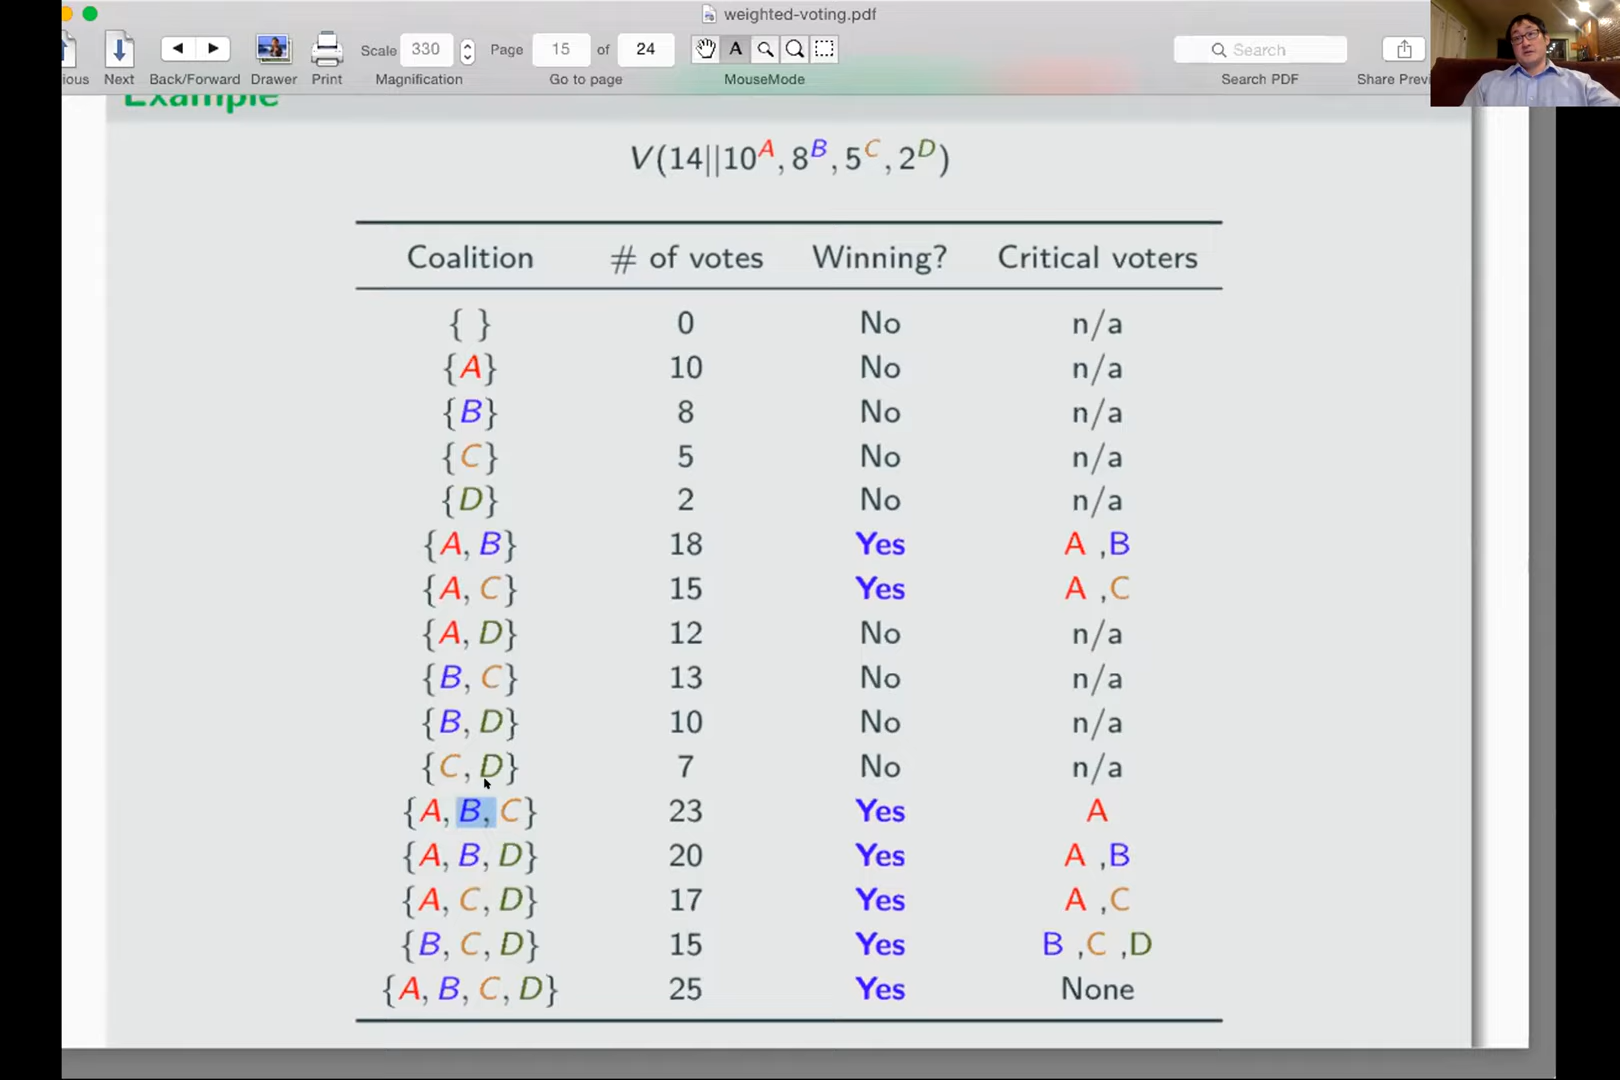 weighted-voting.pdf
Scale 330 Page 15 of 24 Search
Next Back/Forward Drawer Print Magnification Go to page MouseMode Search PDF
Example
V(14||10^A, 8^B, 5^C, 2^D)
Coalition # of votes Winning? Critical voters
{ } 0 No n/a
{A} 10 No n/a
{B} 8 No n/a
{C} 5 No n/a
{D} 2 No n/a
{A, B} 18 Yes A ,B
{A, C} 15 Yes A ,C
{A, D} 12 No n/a
{B, C} 13 No n/a
{B, D} 10 No n/a
{C, D} 7 No n/a
{A, B, C} 23 Yes A
{A, B, D} 20 Yes A ,B
{A, C, D} 17 Yes A ,C
{B, C, D} 15 Yes B ,C ,D
{A, B, C, D} 25 Yes None